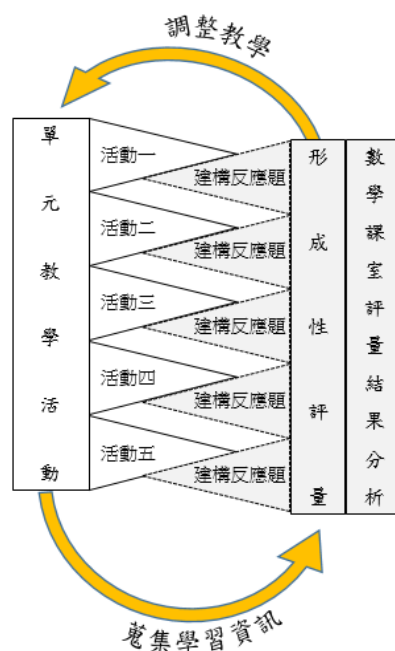 調整教學
單元教學活動
活動一
建構反應題
活動二
建構反應題
活動三
建構反應題
活動四
建構反應題
活動五
建構反應題
形成性評量
數學課室評量結果分析
蒐集學習資訊